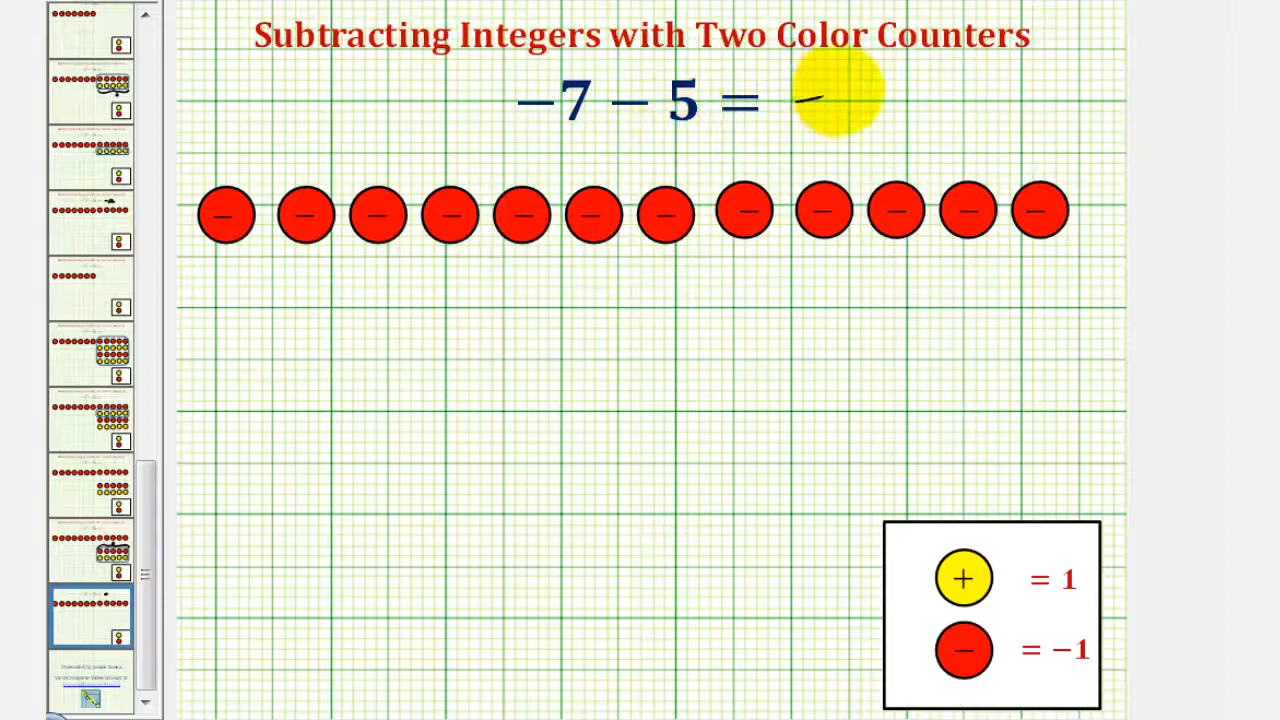 Subtracting Integers with Two Color Counters
−7 − 5 = −
− − − − − − − − − − − −
+ = 1
− = −1